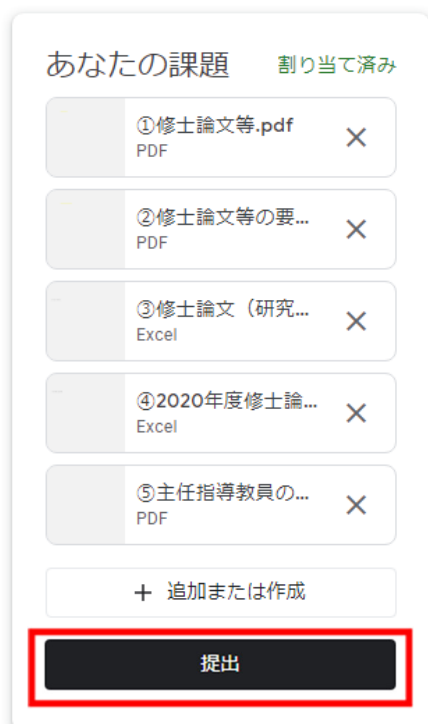 あなたの課題 割り当て済み
①修士論文等.pdf
PDF
②修士論文等の要...
PDF
③修士論文（研究...
Excel
④2020年度修士論...
Excel
⑤主任指導教員の...
PDF
＋ 追加または作成
提出